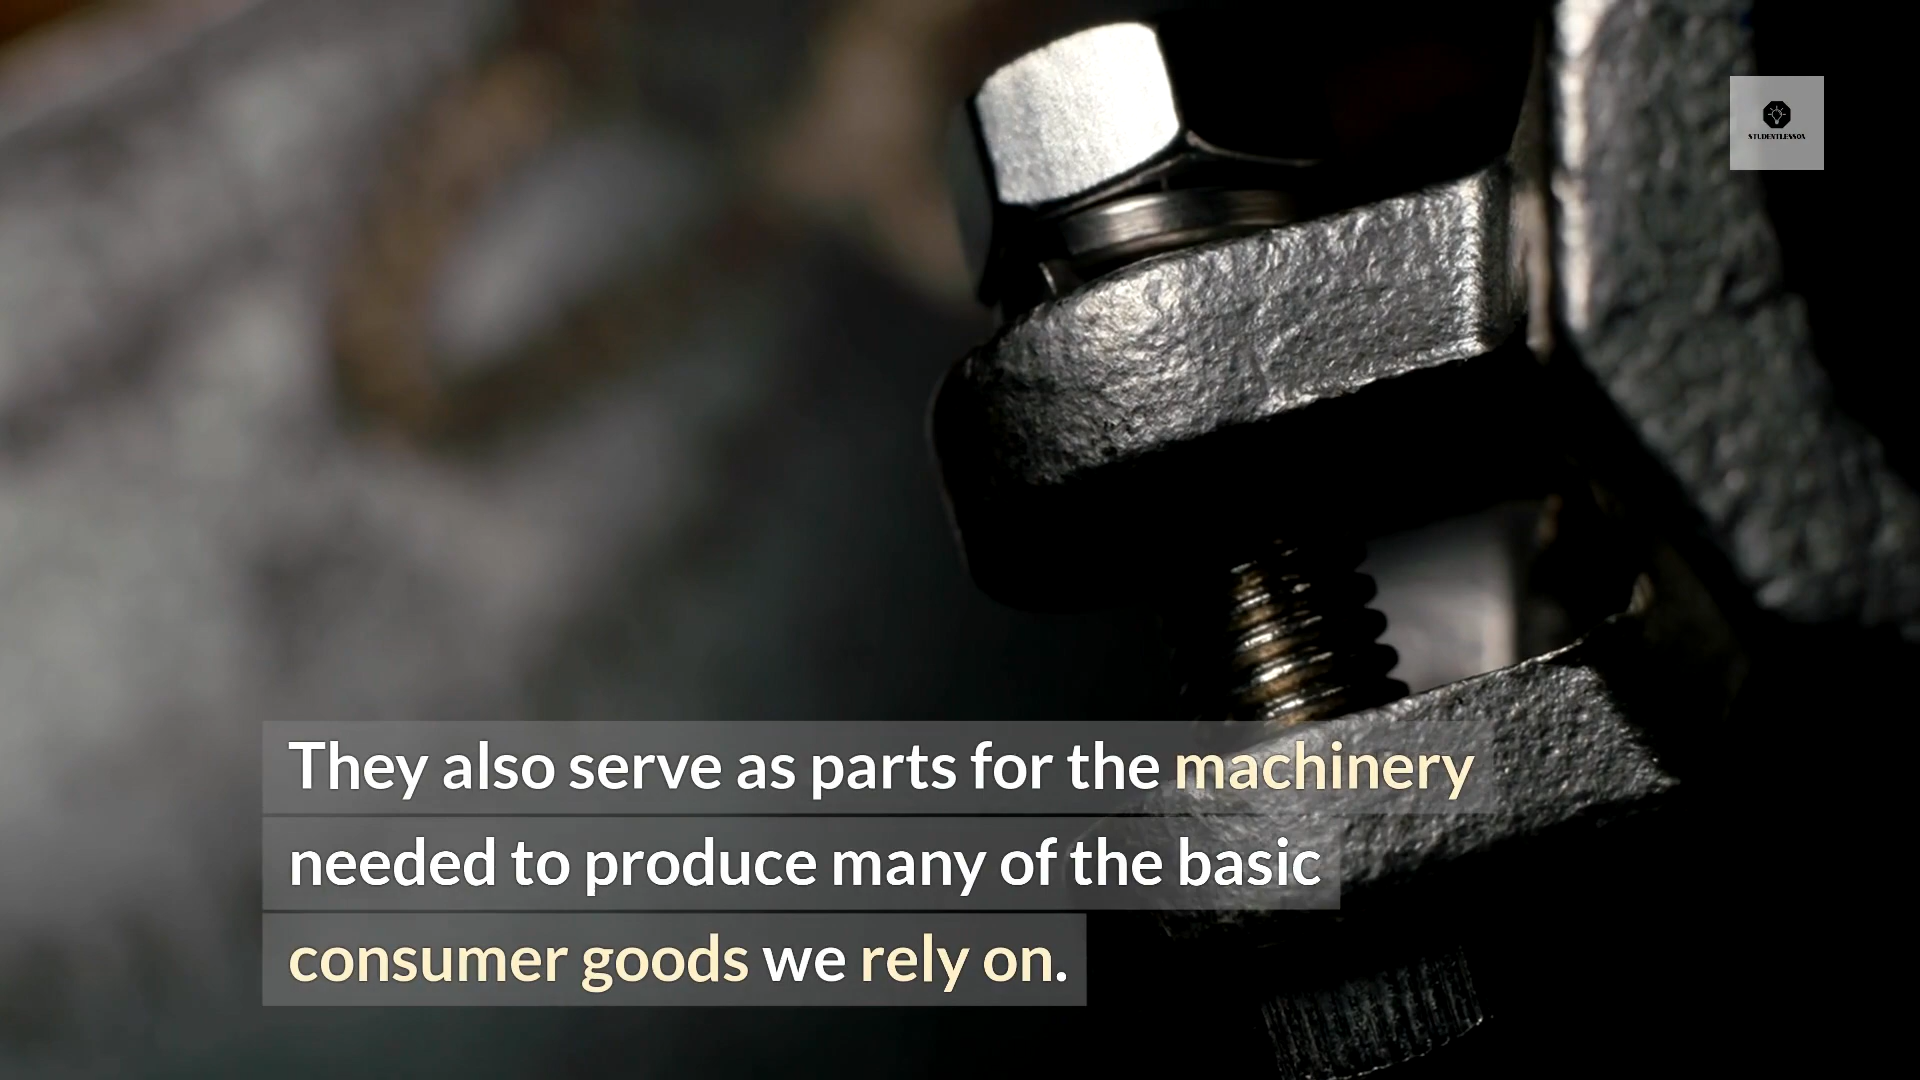 STUDENTLESSON
They also serve as parts for the machinery
needed to produce many of the basic
consumer goods we rely on.